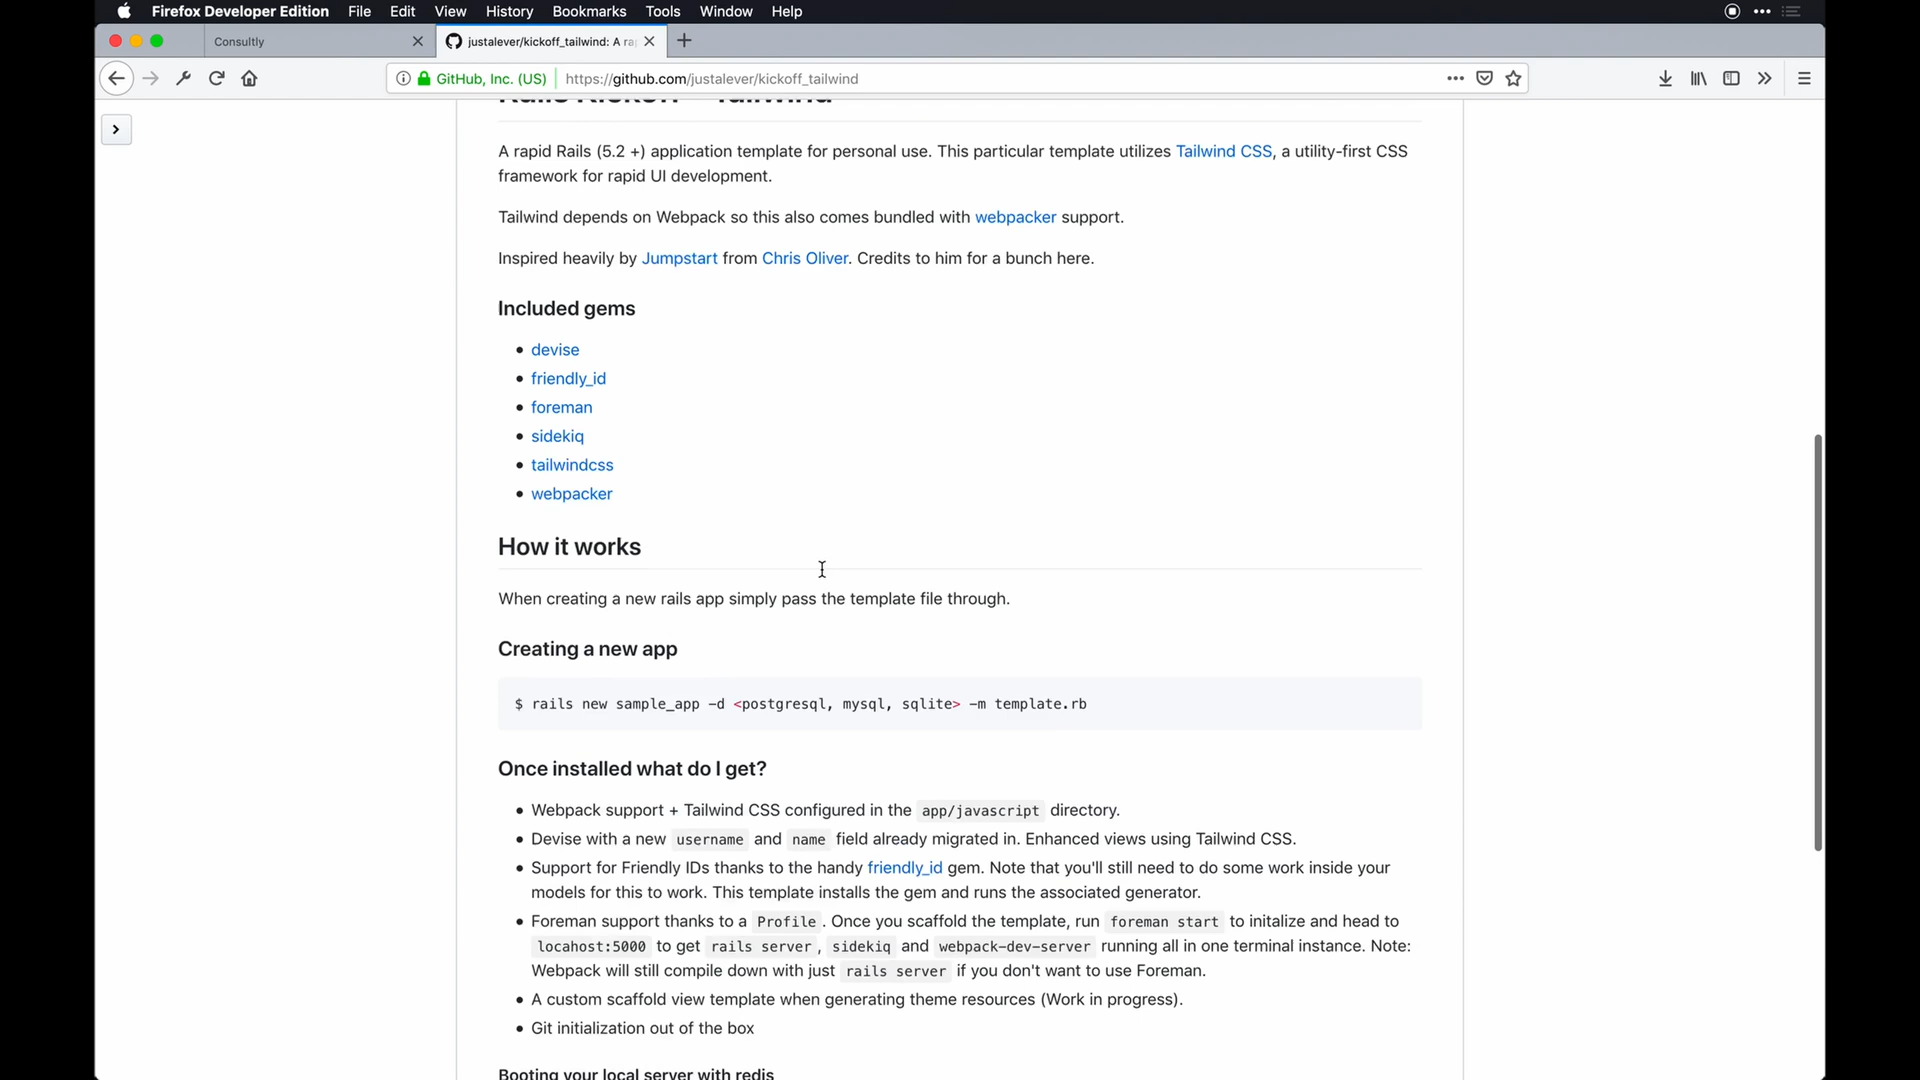 Firefox Developer Edition File Edit View History Bookmarks Tools Window Help
Consultly
justalever/kickoff_tailwind: A ra
GitHub, Inc. (US) https://github.com/justalever/kickoff_tailwind
Rails Kickoff – Tailwind
A rapid Rails (5.2 +) application template for personal use. This particular template utilizes Tailwind CSS, a utility-first CSS
framework for rapid UI development.
Tailwind depends on Webpack so this also comes bundled with webpacker support.
Inspired heavily by Jumpstart from Chris Oliver. Credits to him for a bunch here.
Included gems
devise
friendly_id
foreman
sidekiq
tailwindcss
webpacker
How it works
When creating a new rails app simply pass the template file through.
Creating a new app
$ rails new sample_app -d <postgresql, mysql, sqlite> -m template.rb
Once installed what do I get?
Webpack support + Tailwind CSS configured in the app/javascript directory.
Devise with a new username and name field already migrated in. Enhanced views using Tailwind CSS.
Support for Friendly IDs thanks to the handy friendly_id gem. Note that you'll still need to do some work inside your
models for this to work. This template installs the gem and runs the associated generator.
Foreman support thanks to a Profile. Once you scaffold the template, run foreman start to initalize and head to
locahost:5000 to get rails server, sidekiq and webpack-dev-server running all in one terminal instance. Note:
Webpack will still compile down with just rails server if you don't want to use Foreman.
A custom scaffold view template when generating theme resources (Work in progress).
Git initialization out of the box
Booting your local server with redis